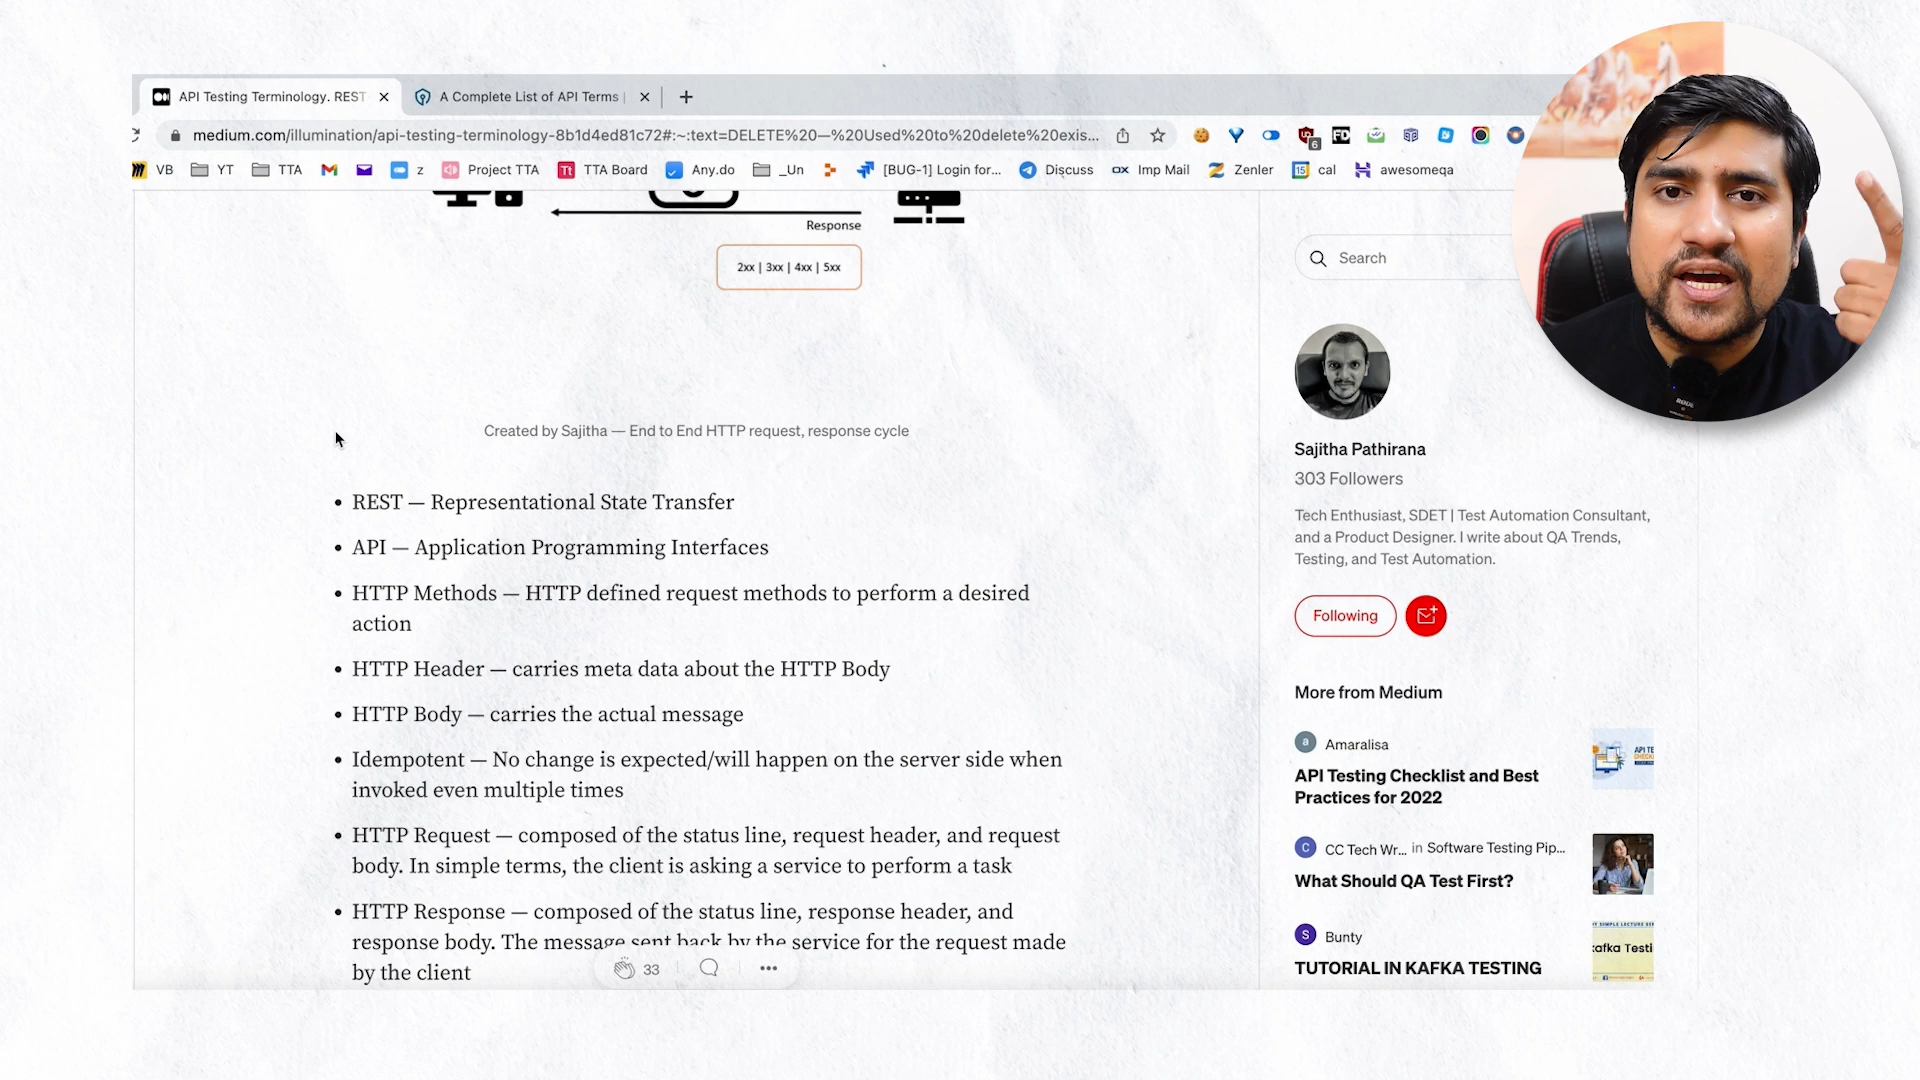 API Testing Terminology. REST
A Complete List of API Terms |
medium.com/illumination/api-testing-terminology-8b1d4ed81c72#:~:text=DELETE%20—%20Used%20to%20delete%20exis...
6
FD
VB YT TTA z Project TTA Tt TTA Board Any.do _Un [BUG-1] Login for... Discuss OX Imp Mail Zenler 15 cal awesomeqa
Response
2xx | 3xx | 4xx | 5xx
Created by Sajitha — End to End HTTP request, response cycle
• REST — Representational State Transfer
• API — Application Programming Interfaces
• HTTP Methods — HTTP defined request methods to perform a desired
action
• HTTP Header — carries meta data about the HTTP Body
• HTTP Body — carries the actual message
• Idempotent — No change is expected/will happen on the server side when
invoked even multiple times
• HTTP Request — composed of the status line, request header, and request
body. In simple terms, the client is asking a service to perform a task
• HTTP Response — composed of the status line, response header, and
response body. The message sent back by the service for the request made
by the client
33
Search
Sajitha Pathirana
303 Followers
Tech Enthusiast, SDET | Test Automation Consultant,
and a Product Designer. I write about QA Trends,
Testing, and Test Automation.
Following
More from Medium
a Amaralisa
API Testing Checklist and Best
Practices for 2022
C CC Tech Wr... in Software Testing Pip...
What Should QA Test First?
S Bunty
TUTORIAL IN KAFKA TESTING